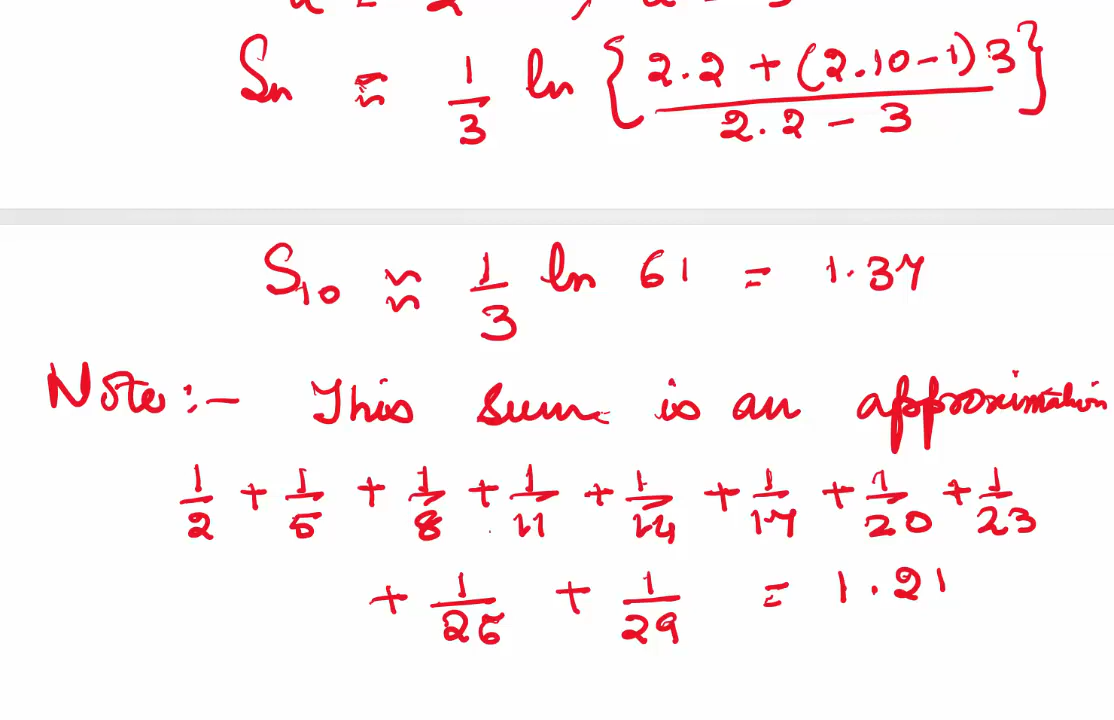 Sn ≈ 1/3 ln { 2.2 + (2.10-1)3 / 2.2 - 3 }
S10 ≈ 1/3 ln 61 = 1.37
Note:- This sum is an approximation
1/2 + 1/5 + 1/8 + 1/11 + 1/14 + 1/17 + 1/20 + 1/23
+ 1/26 + 1/29 = 1.21